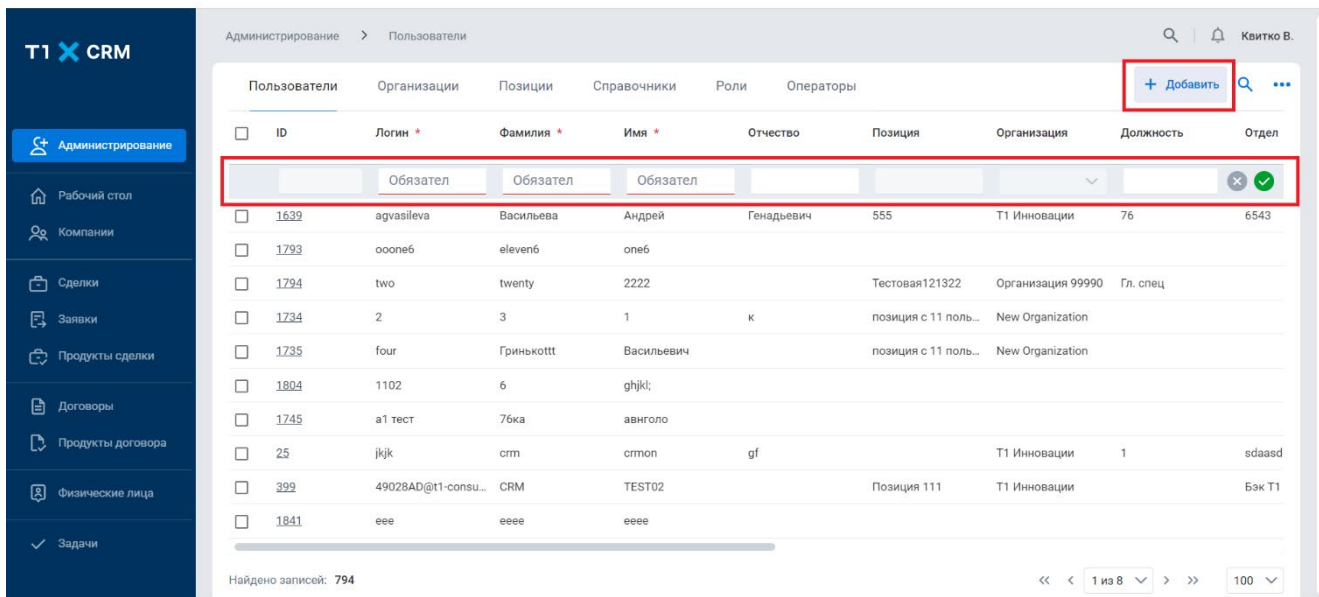 T1 CRM
Администрирование > Пользователи
Квитко В.
Пользователи Организации Позиции Справочники Роли Операторы + Добавить
Администрирование
Рабочий стол
Компании
Сделки
Заявки
Продукты сделки
Договоры
Продукты договора
Физические лица
Задачи
ID Логин * Фамилия * Имя * Отчество Позиция Организация Должность Отдел
Обязател Обязател Обязател
1639 agvasileva Васильева Андрей Генадьевич 555 Т1 Инновации 76 6543
1793 ooone6 eleven6 one6
1794 two twenty 2222 Тестовая121322 Организация 99990 Гл. спец
1734 2 3 1 к позиция с 11 поль... New Organization
1735 four Гринькоttt Васильевич позиция с 11 поль... New Organization
1804 1102 6 ghjkl;
1745 а1 тест 76ка авнголо
25 jkjk crm crmon gf Т1 Инновации 1 sdaasd
399 49028AD@t1-consu... CRM TEST02 Позиция 111 Т1 Инновации Бэк Т1
1841 eee eeee eeee
Найдено записей: 794
<< < 1 из 8 > >> 100